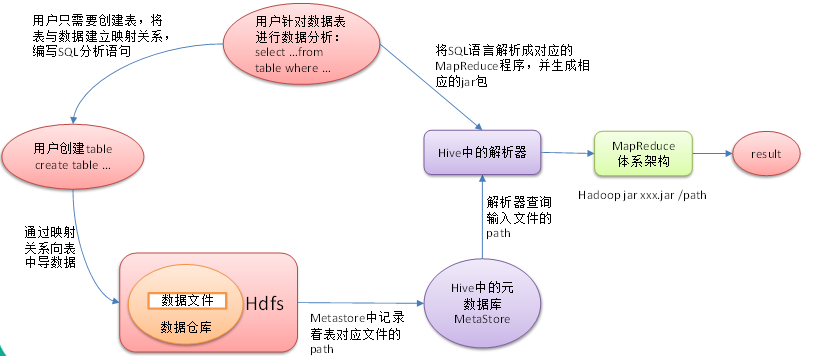 用户只需要创建表，将
表与数据建立映射关系，
编写SQL分析语句
用户针对数据表
进行数据分析：
select ...from
table where ...
将SQL语言解析成对应的
MapReduce程序，并生成相
应的jar包
用户创建table
create table ...
Hive中的解析器
MapReduce
体系架构
result
Hadoop jar xxx.jar /path
解析器查询
输入文件的
path
通过映射
关系向表
中导数据
数据文件
数据仓库
Hdfs
Metastore中记录
着表对应文件的
path
Hive中的元
数据库
MetaStore